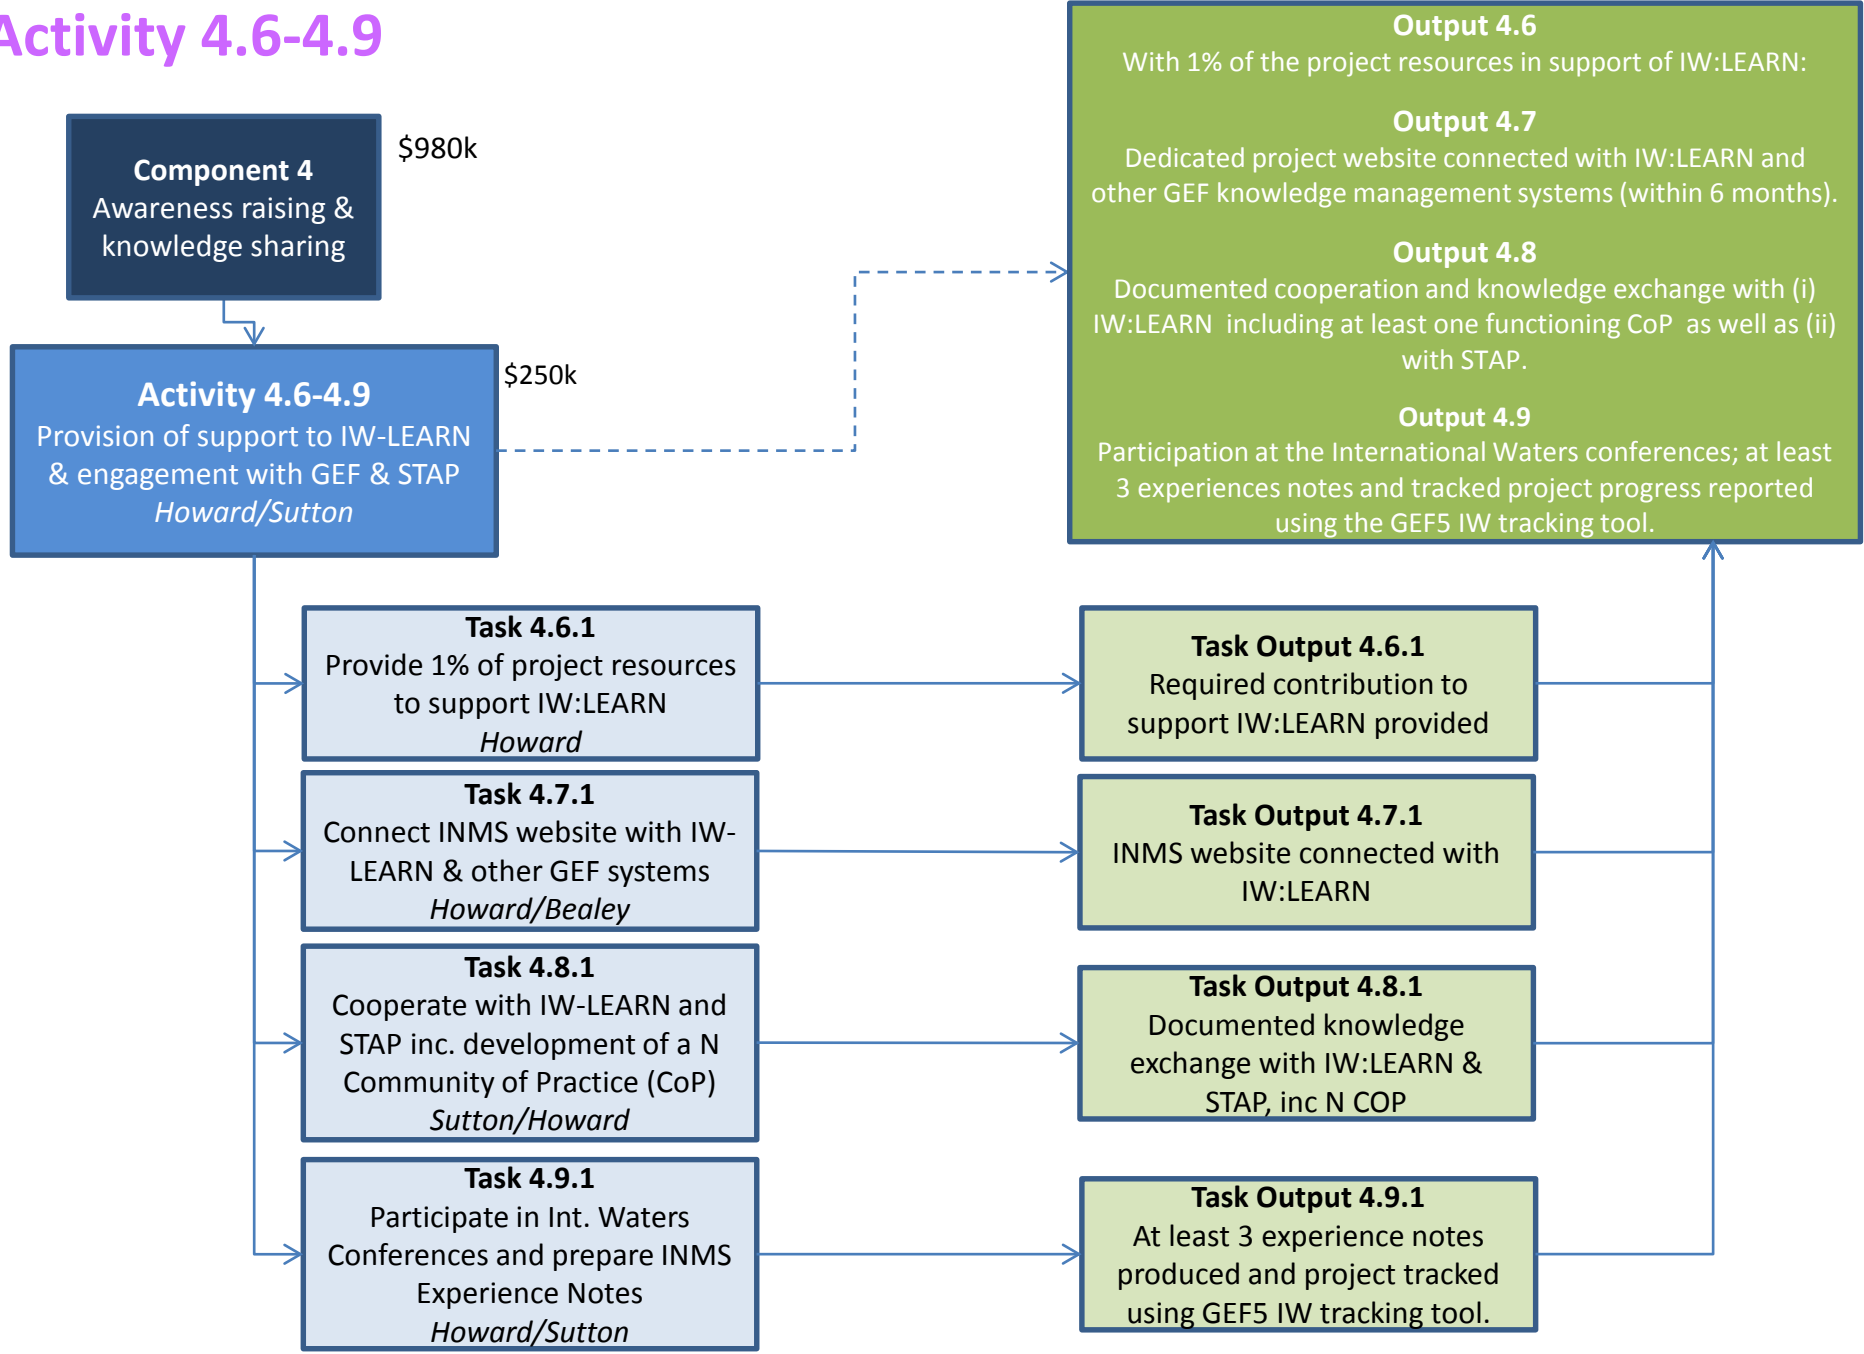 Activity 4.6-4.9
Component 4
Awareness raising &
knowledge sharing
$980k
Activity 4.6-4.9
Provision of support to IW-LEARN
& engagement with GEF & STAP
Howard/Sutton
$250k
Output 4.6
With 1% of the project resources in support of IW:LEARN:
Output 4.7
Dedicated project website connected with IW:LEARN and
other GEF knowledge management systems (within 6 months).
Output 4.8
Documented cooperation and knowledge exchange with (i)
IW:LEARN including at least one functioning CoP as well as (ii)
with STAP.
Output 4.9
Participation at the International Waters conferences; at least
3 experiences notes and tracked project progress reported
using the GEF5 IW tracking tool.
Task 4.6.1
Provide 1% of project resources
to support IW:LEARN
Howard
Task Output 4.6.1
Required contribution to
support IW:LEARN provided
Task 4.7.1
Connect INMS website with IW-
LEARN & other GEF systems
Howard/Bealey
Task Output 4.7.1
INMS website connected with
IW:LEARN
Task 4.8.1
Cooperate with IW-LEARN and
STAP inc. development of a N
Community of Practice (CoP)
Sutton/Howard
Task Output 4.8.1
Documented knowledge
exchange with IW:LEARN &
STAP, inc N COP
Task 4.9.1
Participate in Int. Waters
Conferences and prepare INMS
Experience Notes
Howard/Sutton
Task Output 4.9.1
At least 3 experience notes
produced and project tracked
using GEF5 IW tracking tool.